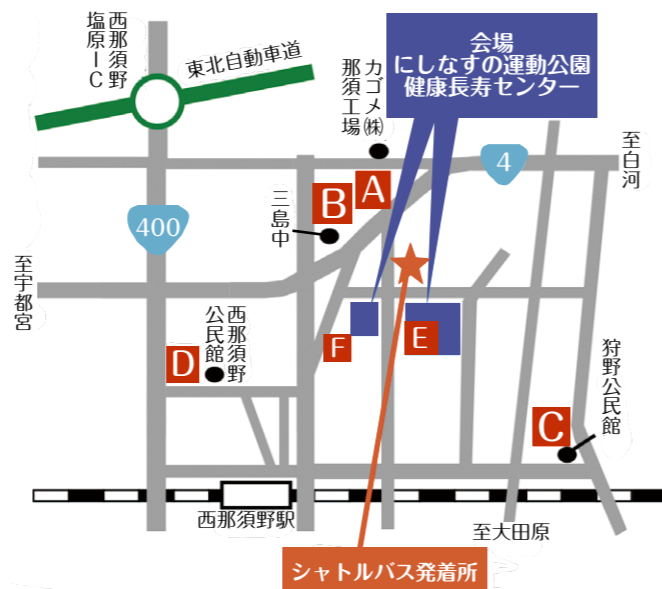 西那須野
塩原IC
東北自動車道
会場
にしなすの運動公園
健康長寿センター
カゴメ㈱
那須工場
4
至白河
A
B
三島中
400
至宇都宮
西那須野
公民館
D
F
E
狩野公民館
C
西那須野駅
至大田原
シャトルバス発着所